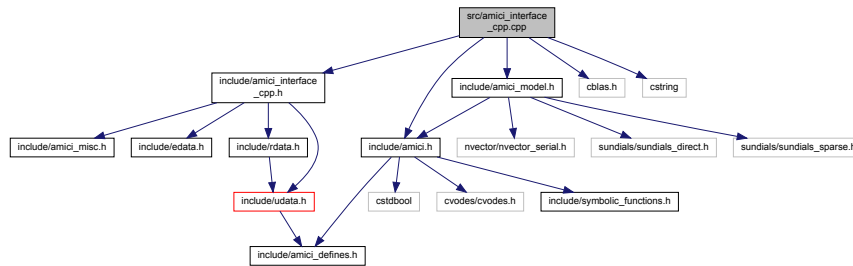 src/amici_interface
_cpp.cpp
include/amici_interface
_cpp.h
include/amici_model.h
cblas.h
cstring
include/amici_misc.h
include/edata.h
include/rdata.h
include/amici.h
nvector/nvector_serial.h
sundials/sundials_direct.h
sundials/sundials_sparse.h
include/udata.h
cstdbool
cvodes/cvodes.h
include/symbolic_functions.h
include/amici_defines.h